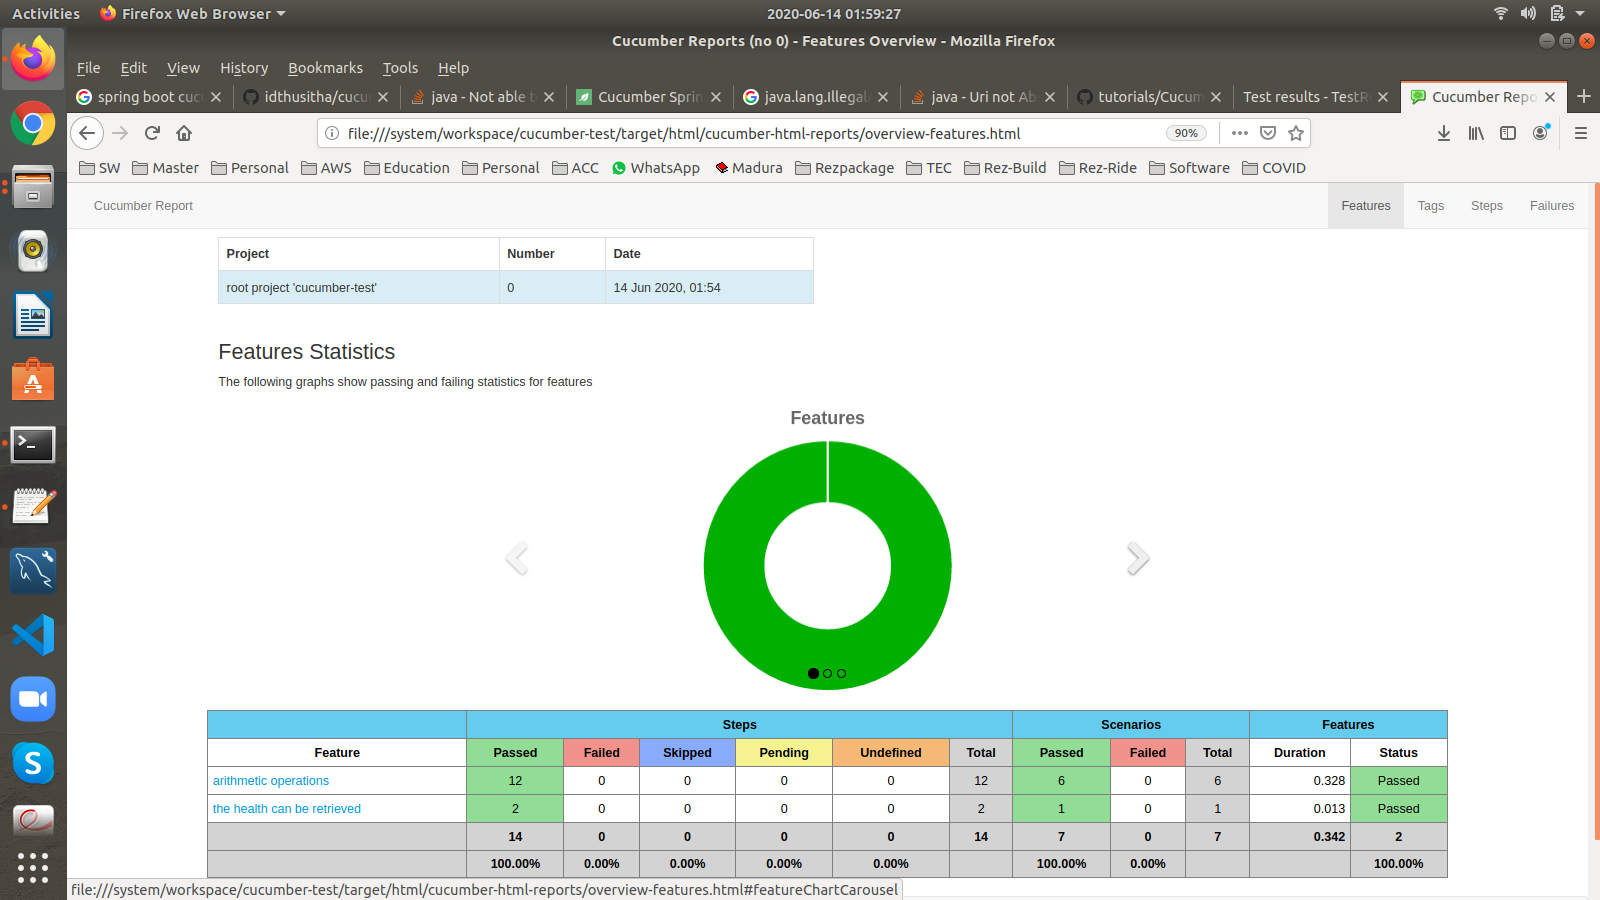 Activities Firefox Web Browser 2020-06-14 01:59:27
Cucumber Reports (no 0) - Features Overview - Mozilla Firefox
File Edit View History Bookmarks Tools Help
spring boot cuc idthusitha/cucu java - Not able t Cucumber Sprin java.lang.Illega java - Uri not Ab tutorials/Cucum Test results - TestR Cucumber Repo
file:///system/workspace/cucumber-test/target/html/cucumber-html-reports/overview-features.html 90%
SW Master Personal AWS Education Personal ACC WhatsApp Madura Rezpackage TEC Rez-Build Rez-Ride Software COVID
Cucumber Report Features Tags Steps Failures
Project Number Date
root project 'cucumber-test' 0 14 Jun 2020, 01:54
Features Statistics
The following graphs show passing and failing statistics for features
Features
Steps Scenarios Features
Feature Passed Failed Skipped Pending Undefined Total Passed Failed Total Duration Status
arithmetic operations 12 0 0 0 0 12 6 0 6 0.328 Passed
the health can be retrieved 2 0 0 0 0 2 1 0 1 0.013 Passed
14 0 0 0 0 14 7 0 7 0.342 2
100.00% 0.00% 0.00% 0.00% 0.00% 100.00% 0.00% 100.00%
file:///system/workspace/cucumber-test/target/html/cucumber-html-reports/overview-features.html#featureChartCarousel